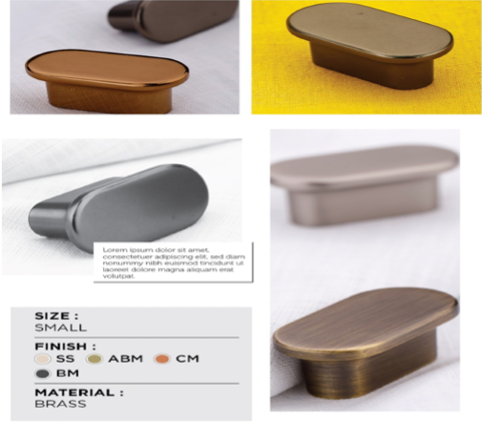 Lorem ipsum dolor sit amet,
consectetuer adipiscing elit, sed diam
nonummy nibh euismod tincidunt ut
laoreet dolore magna aliquam erat
volutpat.
SIZE :
SMALL
FINISH :
SS ABM CM
BM
MATERIAL :
BRASS